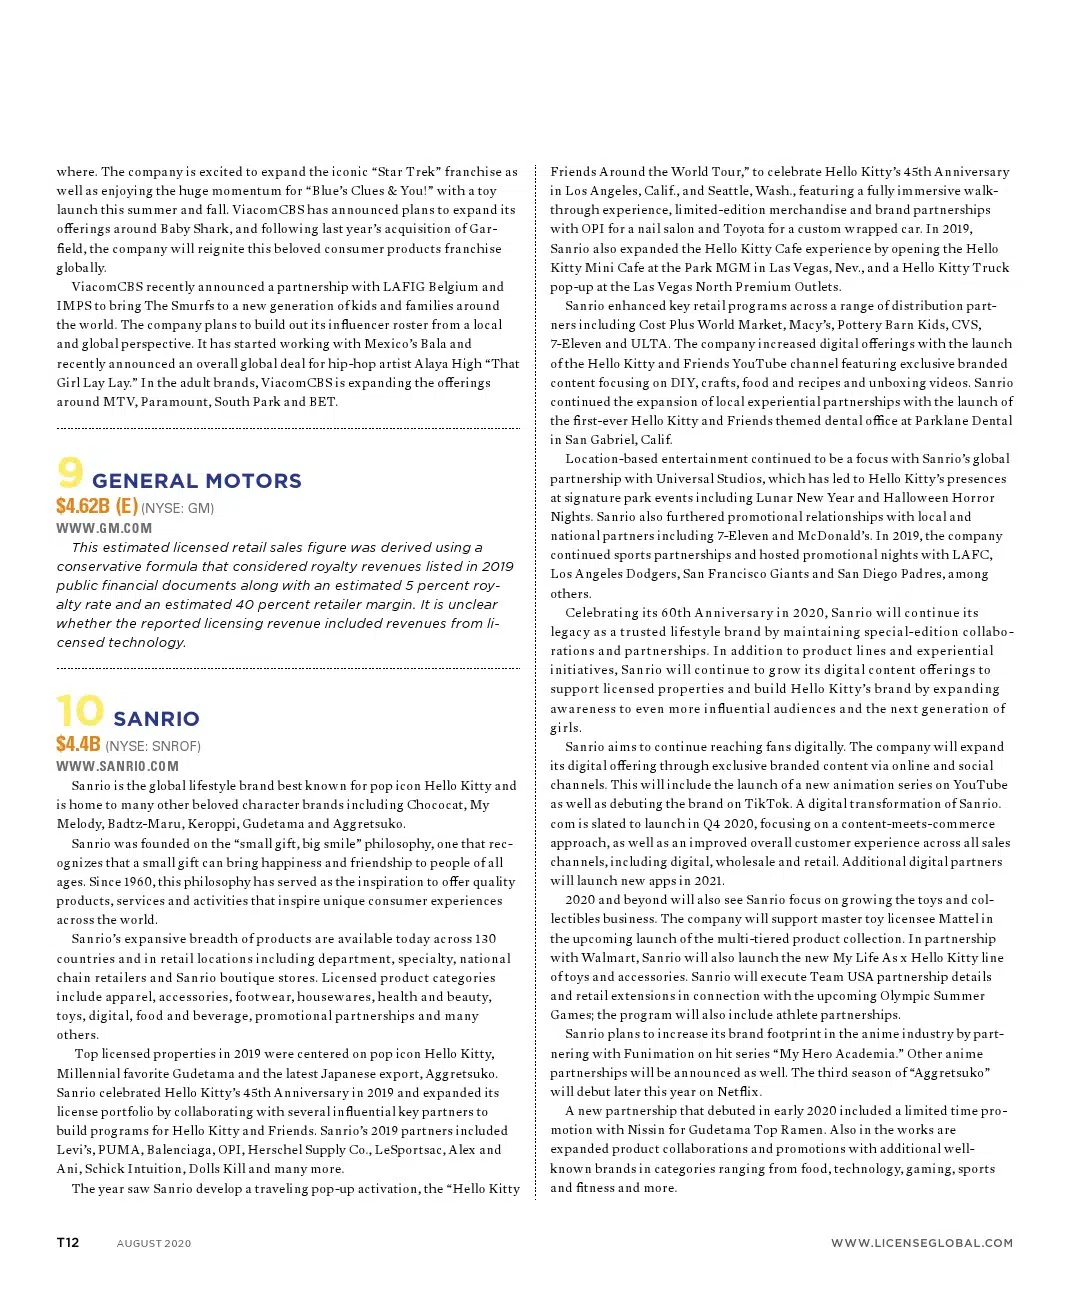 where. The company is excited to expand the iconic “Star Trek” franchise as
well as enjoying the huge momentum for “Blue’s Clues & You!” with a toy
launch this summer and fall. ViacomCBS has announced plans to expand its
offerings around Baby Shark, and following last year’s acquisition of Gar-
field, the company will reignite this beloved consumer products franchise
globally.
ViacomCBS recently announced a partnership with LAFIG Belgium and
IMPS to bring The Smurfs to a new generation of kids and families around
the world. The company plans to build out its influencer roster from a local
and global perspective. It has started working with Mexico’s Bala and
recently announced an overall global deal for hip-hop artist Alaya High “That
Girl Lay Lay.” In the adult brands, ViacomCBS is expanding the offerings
around MTV, Paramount, South Park and BET.
9 GENERAL MOTORS
$4.62B (E) (NYSE: GM)
WWW.GM.COM
This estimated licensed retail sales figure was derived using a
conservative formula that considered royalty revenues listed in 2019
public financial documents along with an estimated 5 percent roy-
alty rate and an estimated 40 percent retailer margin. It is unclear
whether the reported licensing revenue included revenues from li-
censed technology.
10 SANRIO
$4.4B (NYSE: SNROF)
WWW.SANRIO.COM
Sanrio is the global lifestyle brand best known for pop icon Hello Kitty and
is home to many other beloved character brands including Chococat, My
Melody, Badtz-Maru, Keroppi, Gudetama and Aggretsuko.
Sanrio was founded on the “small gift, big smile” philosophy, one that rec-
ognizes that a small gift can bring happiness and friendship to people of all
ages. Since 1960, this philosophy has served as the inspiration to offer quality
products, services and activities that inspire unique consumer experiences
across the world.
Sanrio’s expansive breadth of products are available today across 130
countries and in retail locations including department, specialty, national
chain retailers and Sanrio boutique stores. Licensed product categories
include apparel, accessories, footwear, housewares, health and beauty,
toys, digital, food and beverage, promotional partnerships and many
others.
Top licensed properties in 2019 were centered on pop icon Hello Kitty,
Millennial favorite Gudetama and the latest Japanese export, Aggretsuko.
Sanrio celebrated Hello Kitty’s 45th Anniversary in 2019 and expanded its
license portfolio by collaborating with several influential key partners to
build programs for Hello Kitty and Friends. Sanrio’s 2019 partners included
Levi’s, PUMA, Balenciaga, OPI, Herschel Supply Co., LeSportsac, Alex and
Ani, Schick Intuition, Dolls Kill and many more.
The year saw Sanrio develop a traveling pop-up activation, the “Hello Kitty
Friends Around the World Tour,” to celebrate Hello Kitty’s 45th Anniversary
in Los Angeles, Calif., and Seattle, Wash., featuring a fully immersive walk-
through experience, limited-edition merchandise and brand partnerships
with OPI for a nail salon and Toyota for a custom wrapped car. In 2019,
Sanrio also expanded the Hello Kitty Cafe experience by opening the Hello
Kitty Mini Cafe at the Park MGM in Las Vegas, Nev., and a Hello Kitty Truck
pop-up at the Las Vegas North Premium Outlets.
Sanrio enhanced key retail programs across a range of distribution part-
ners including Cost Plus World Market, Macy’s, Pottery Barn Kids, CVS,
7-Eleven and ULTA. The company increased digital offerings with the launch
of the Hello Kitty and Friends YouTube channel featuring exclusive branded
content focusing on DIY, crafts, food and recipes and unboxing videos. Sanrio
continued the expansion of local experiential partnerships with the launch of
the first-ever Hello Kitty and Friends themed dental office at Parklane Dental
in San Gabriel, Calif.
Location-based entertainment continued to be a focus with Sanrio’s global
partnership with Universal Studios, which has led to Hello Kitty’s presences
at signature park events including Lunar New Year and Halloween Horror
Nights. Sanrio also furthered promotional relationships with local and
national partners including 7-Eleven and McDonald’s. In 2019, the company
continued sports partnerships and hosted promotional nights with LAFC,
Los Angeles Dodgers, San Francisco Giants and San Diego Padres, among
others.
Celebrating its 60th Anniversary in 2020, Sanrio will continue its
legacy as a trusted lifestyle brand by maintaining special-edition collabo-
rations and partnerships. In addition to product lines and experiential
initiatives, Sanrio will continue to grow its digital content offerings to
support licensed properties and build Hello Kitty’s brand by expanding
awareness to even more influential audiences and the next generation of
girls.
Sanrio aims to continue reaching fans digitally. The company will expand
its digital offering through exclusive branded content via online and social
channels. This will include the launch of a new animation series on YouTube
as well as debuting the brand on TikTok. A digital transformation of Sanrio.
com is slated to launch in Q4 2020, focusing on a content-meets-commerce
approach, as well as an improved overall customer experience across all sales
channels, including digital, wholesale and retail. Additional digital partners
will launch new apps in 2021.
2020 and beyond will also see Sanrio focus on growing the toys and col-
lectibles business. The company will support master toy licensee Mattel in
the upcoming launch of the multi-tiered product collection. In partnership
with Walmart, Sanrio will also launch the new My Life As x Hello Kitty line
of toys and accessories. Sanrio will execute Team USA partnership details
and retail extensions in connection with the upcoming Olympic Summer
Games; the program will also include athlete partnerships.
Sanrio plans to increase its brand footprint in the anime industry by part-
nering with Funimation on hit series “My Hero Academia.” Other anime
partnerships will be announced as well. The third season of “Aggretsuko”
will debut later this year on Netflix.
A new partnership that debuted in early 2020 included a limited time pro-
motion with Nissin for Gudetama Top Ramen. Also in the works are
expanded product collaborations and promotions with additional well-
known brands in categories ranging from food, technology, gaming, sports
and fitness and more.
T12 AUGUST 2020 WWW.LICENSEGLOBAL.COM